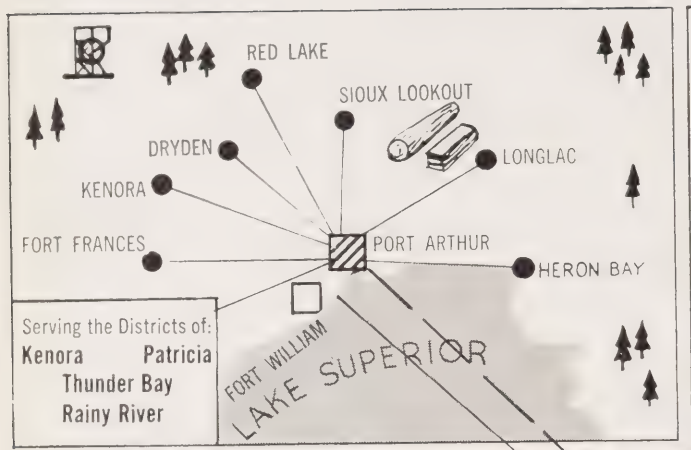 RED LAKE
SIOUX LOOKOUT
DRYDEN
LONGLAC
KENORA
FORT FRANCES
PORT ARTHUR
HERON BAY
Serving the Districts of:
Kenora Patricia
Thunder Bay
Rainy River
FORT WILLIAM
LAKE SUPERIOR